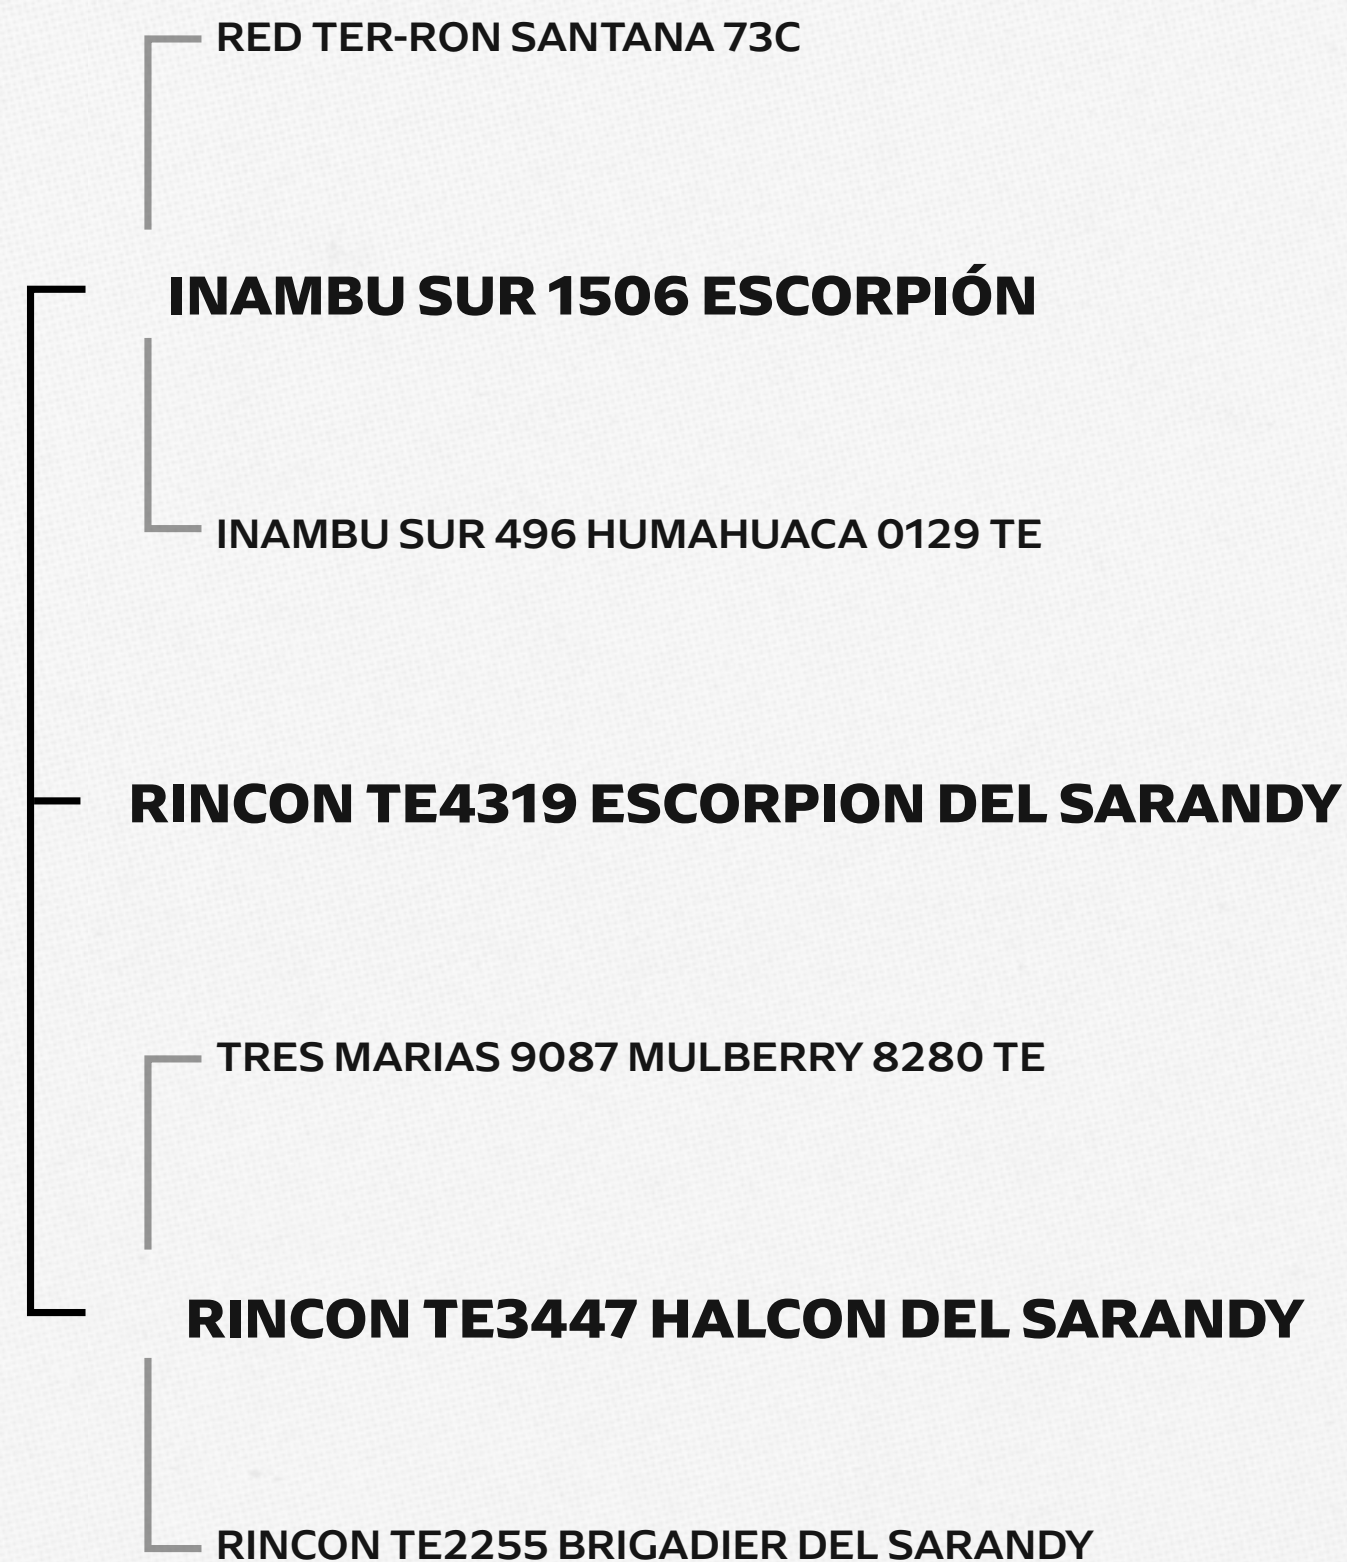 RED TER-RON SANTANA 73C
INAMBU SUR 1506 ESCORPIÓN
INAMBU SUR 496 HUMAHUACA 0129 TE
RINCON TE4319 ESCORPION DEL SARANDY
TRES MARIAS 9087 MULBERRY 8280 TE
RINCON TE3447 HALCON DEL SARANDY
RINCON TE2255 BRIGADIER DEL SARANDY